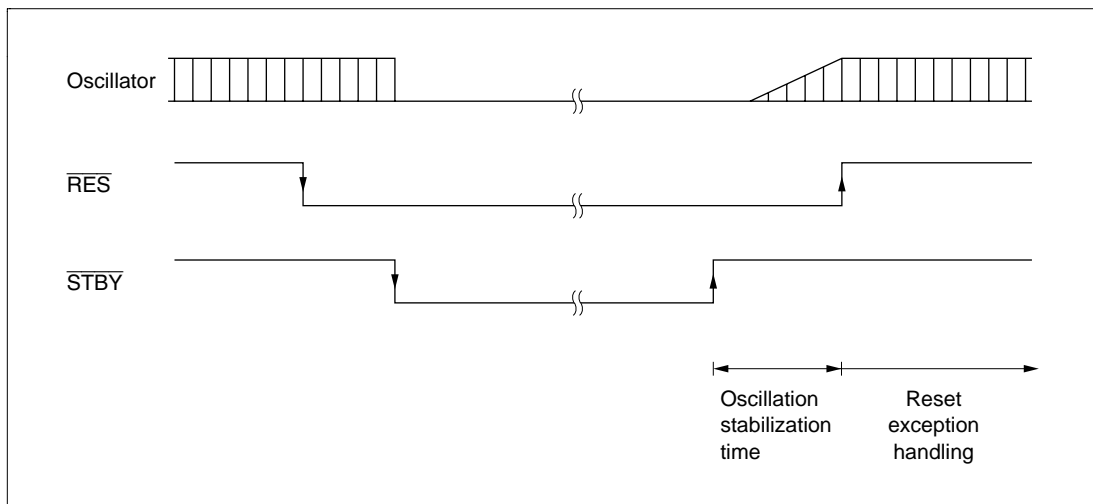 Oscillator
RES
STBY
Oscillation
stabilization
time
Reset
exception
handling